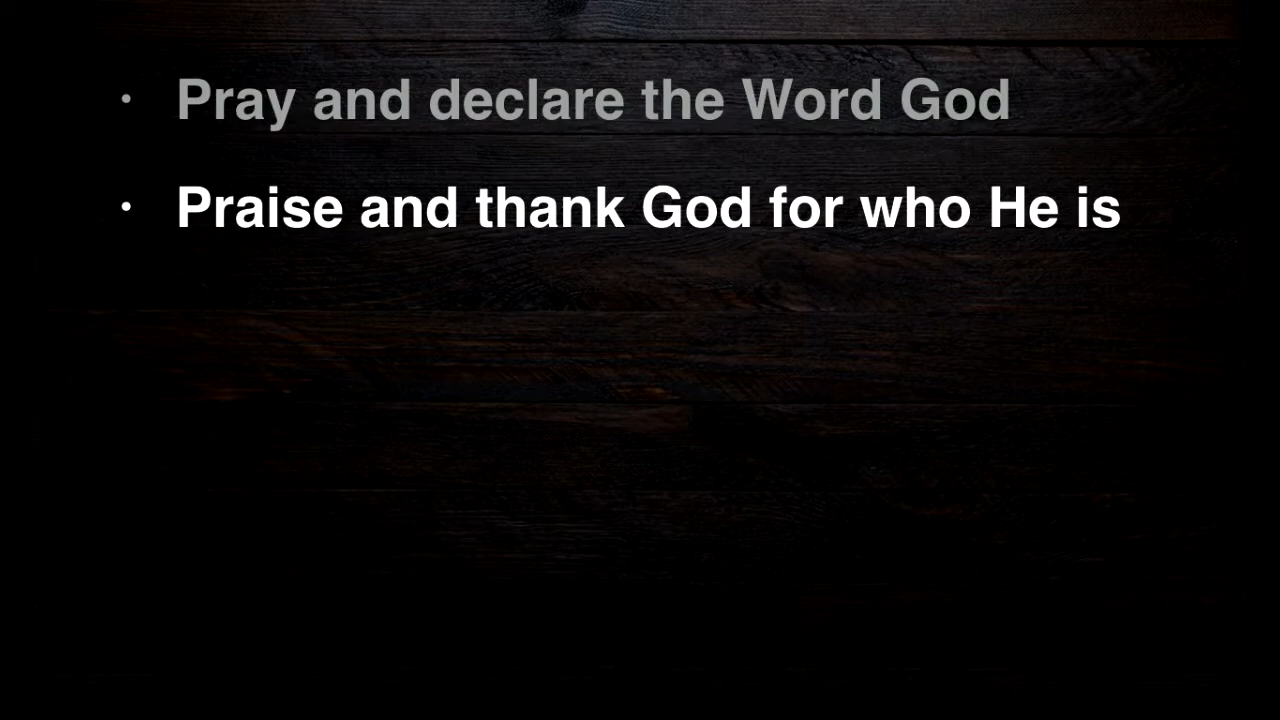 • Pray and declare the Word God
• Praise and thank God for who He is